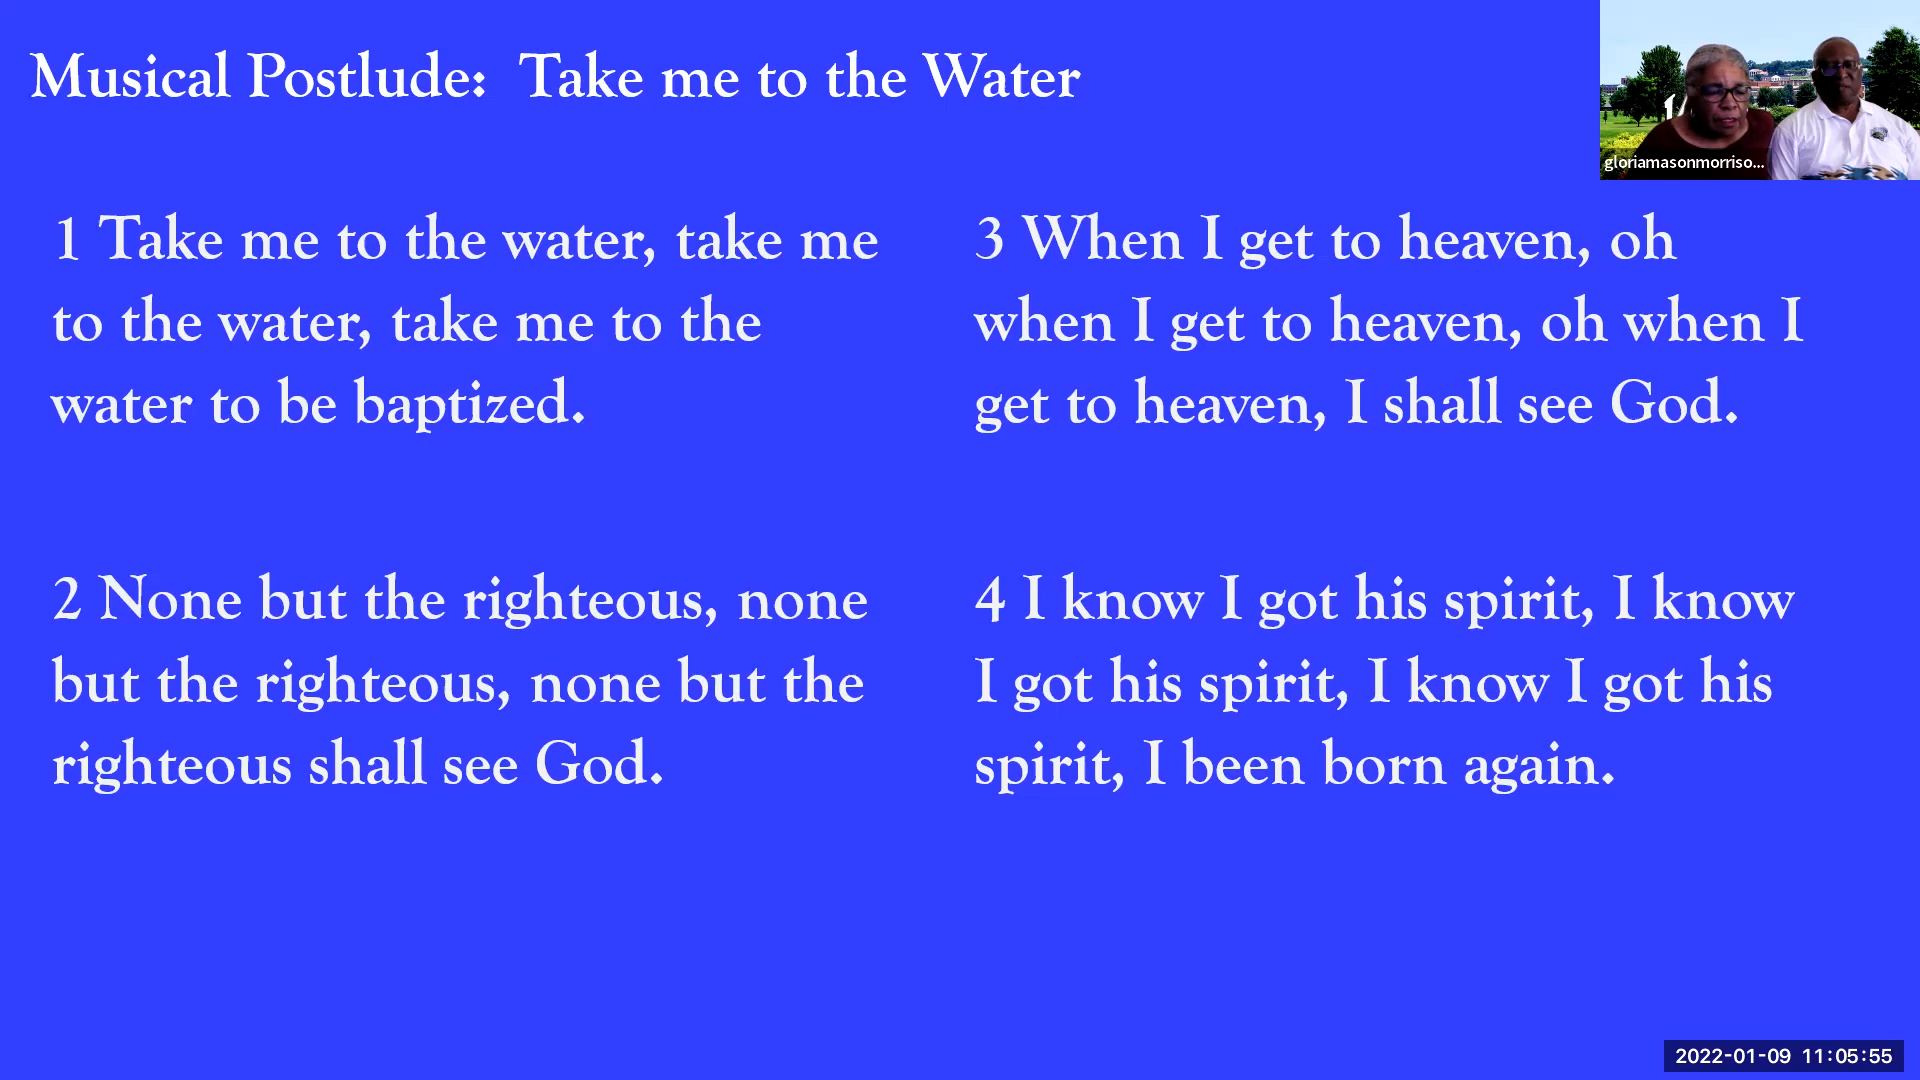 Musical Postlude: Take me to the Water
gloriamasonmorriso...
1 Take me to the water, take me
to the water, take me to the
water to be baptized.
2 None but the righteous, none
but the righteous, none but the
righteous shall see God.
3 When I get to heaven, oh
when I get to heaven, oh when I
get to heaven, I shall see God.
4 I know I got his spirit, I know
I got his spirit, I know I got his
spirit, I been born again.
2022-01-09 11:05:55